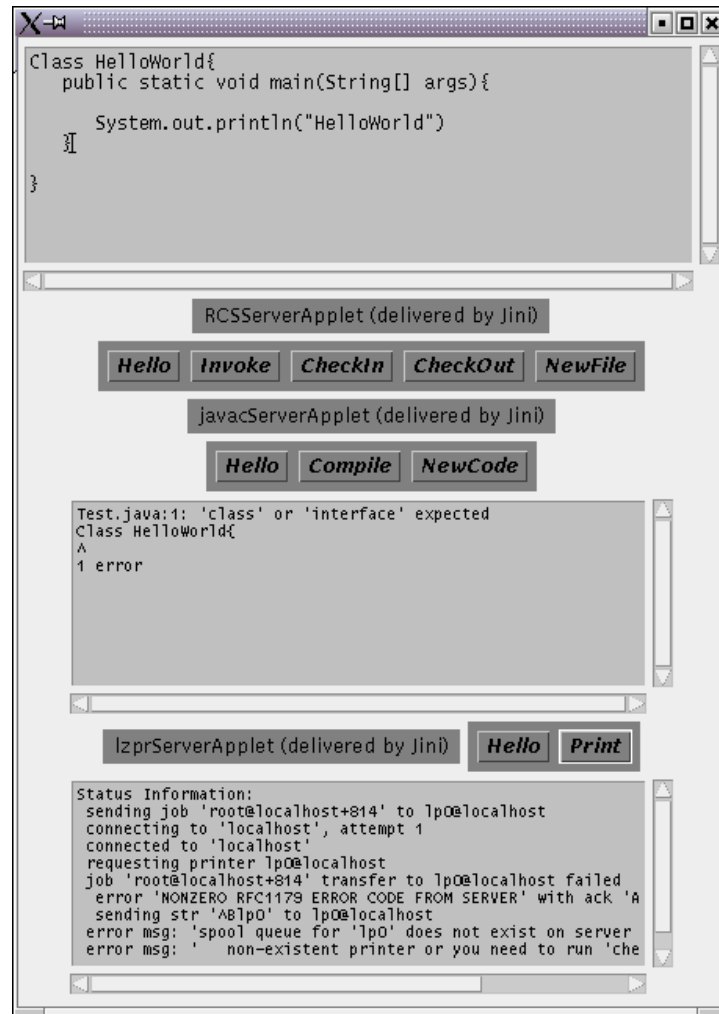 Class HelloWorld{
public static void main(String[] args){
System.out.println("HelloWorld")
}
}
RCSServerApplet (delivered by Jini)
Hello Invoke CheckIn CheckOut NewFile
javacServerApplet (delivered by Jini)
Hello Compile NewCode
Test.java:1: 'class' or 'interface' expected
Class HelloWorld{
^
1 error
lzprServerApplet (delivered by Jini) Hello Print
Status Information:
sending job 'root@localhost+814' to lp0@localhost
connecting to 'localhost', attempt 1
connected to 'localhost'
requesting printer lp0@localhost
job 'root@localhost+814' transfer to lp0@localhost failed
error 'NONZERO RFC1179 ERROR CODE FROM SERVER' with ack 'A
sending str '^Blp0' to lp0@localhost
error msg: 'spool queue for 'lp0' does not exist on server
error msg: '   non-existent printer or you need to run 'che